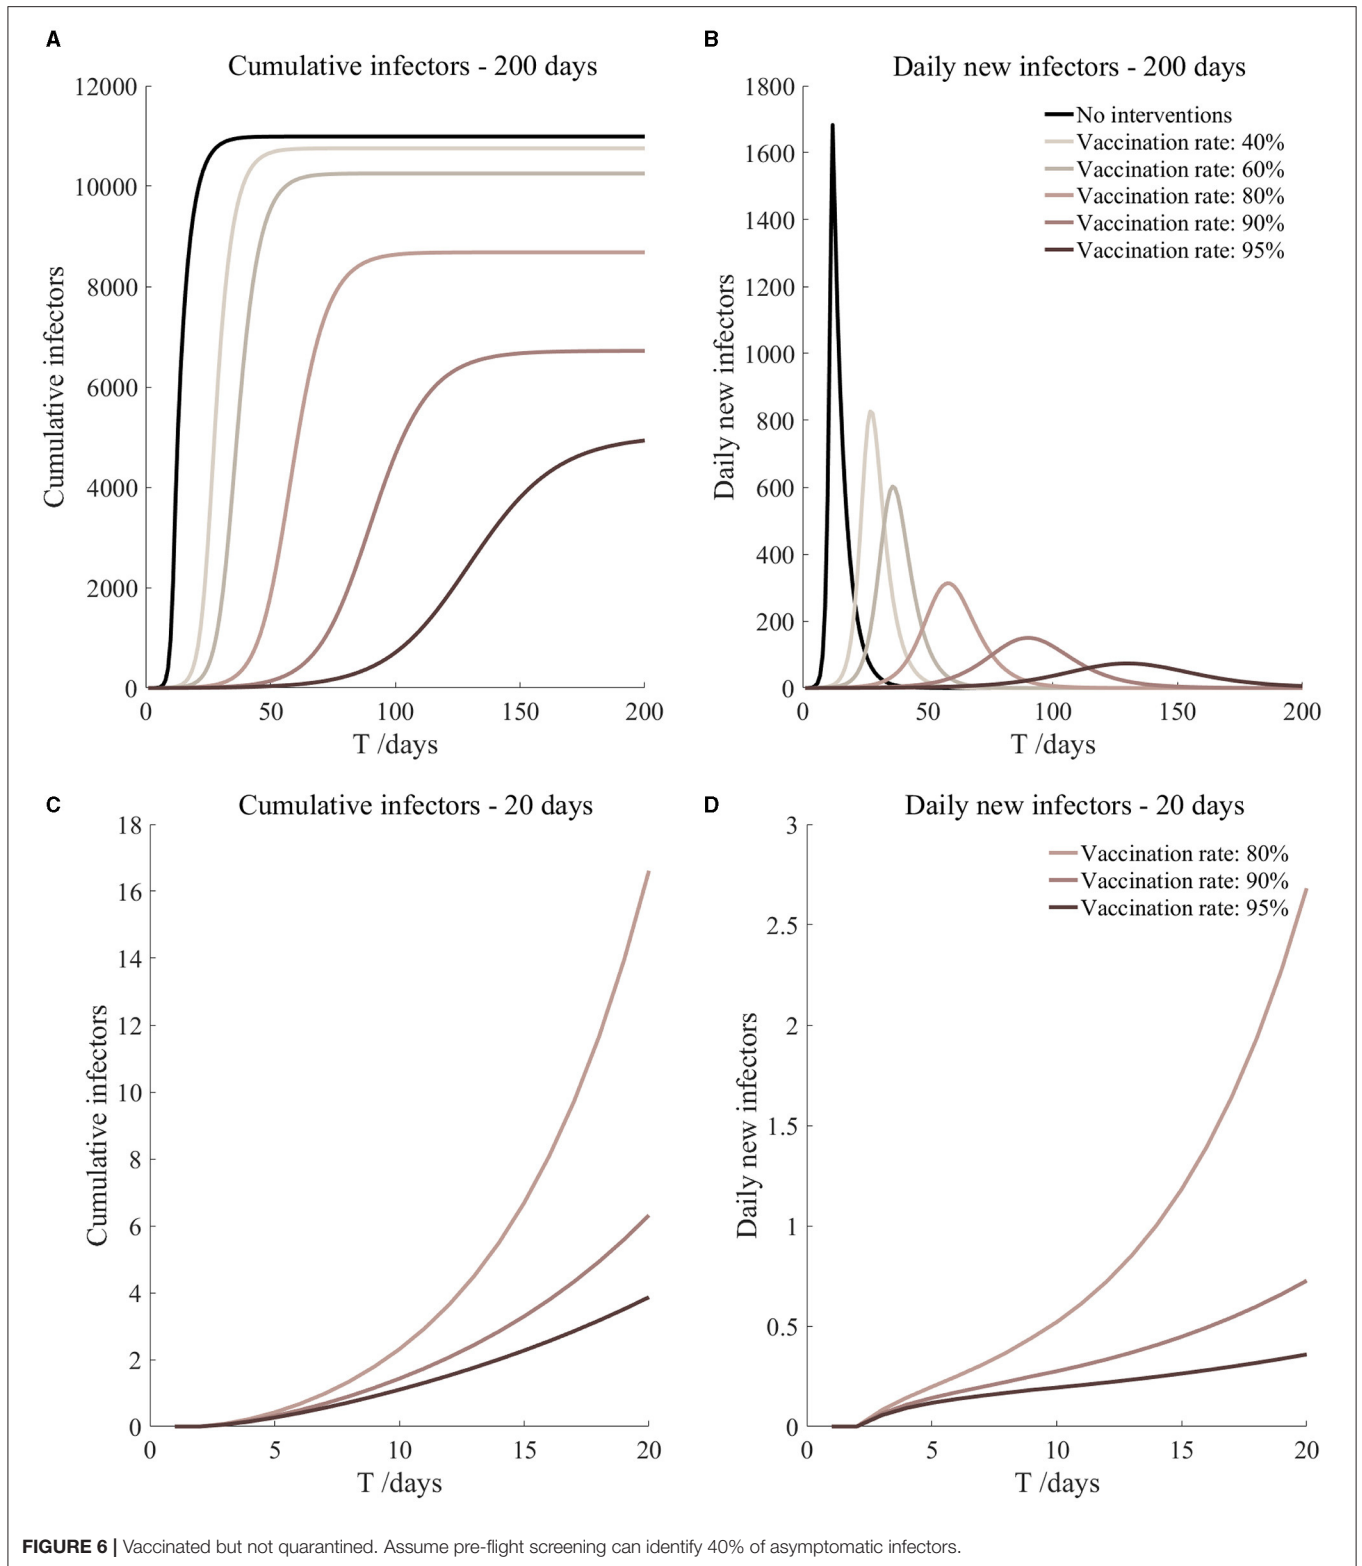 A
Cumulative infectors - 200 days
12000
10000
8000
6000
4000
2000
0
Cumulative infectors
0 50 100 150 200
T /days
B
Daily new infectors - 200 days
1800
1600
1400
1200
1000
800
600
400
200
0
Daily new infectors
No interventions
Vaccination rate: 40%
Vaccination rate: 60%
Vaccination rate: 80%
Vaccination rate: 90%
Vaccination rate: 95%
0 50 100 150 200
T /days
C
Cumulative infectors - 20 days
18
16
14
12
10
8
6
4
2
0
Cumulative infectors
0 5 10 15 20
T /days
D
Daily new infectors - 20 days
3
2.5
2
1.5
1
0.5
0
Daily new infectors
Vaccination rate: 80%
Vaccination rate: 90%
Vaccination rate: 95%
0 5 10 15 20
T /days
FIGURE 6 | Vaccinated but not quarantined. Assume pre-flight screening can identify 40% of asymptomatic infectors.